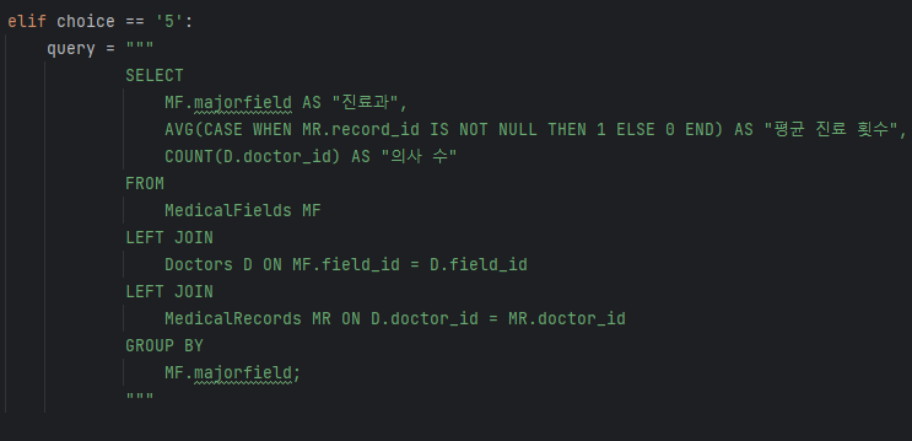 elif choice == '5':
query = """
SELECT
MF.majorfield AS "진료과",
AVG(CASE WHEN MR.record_id IS NOT NULL THEN 1 ELSE 0 END) AS "평균 진료 횟수",
COUNT(D.doctor_id) AS "의사 수"
FROM
MedicalFields MF
LEFT JOIN
Doctors D ON MF.field_id = D.field_id
LEFT JOIN
MedicalRecords MR ON D.doctor_id = MR.doctor_id
GROUP BY
MF.majorfield;
"""